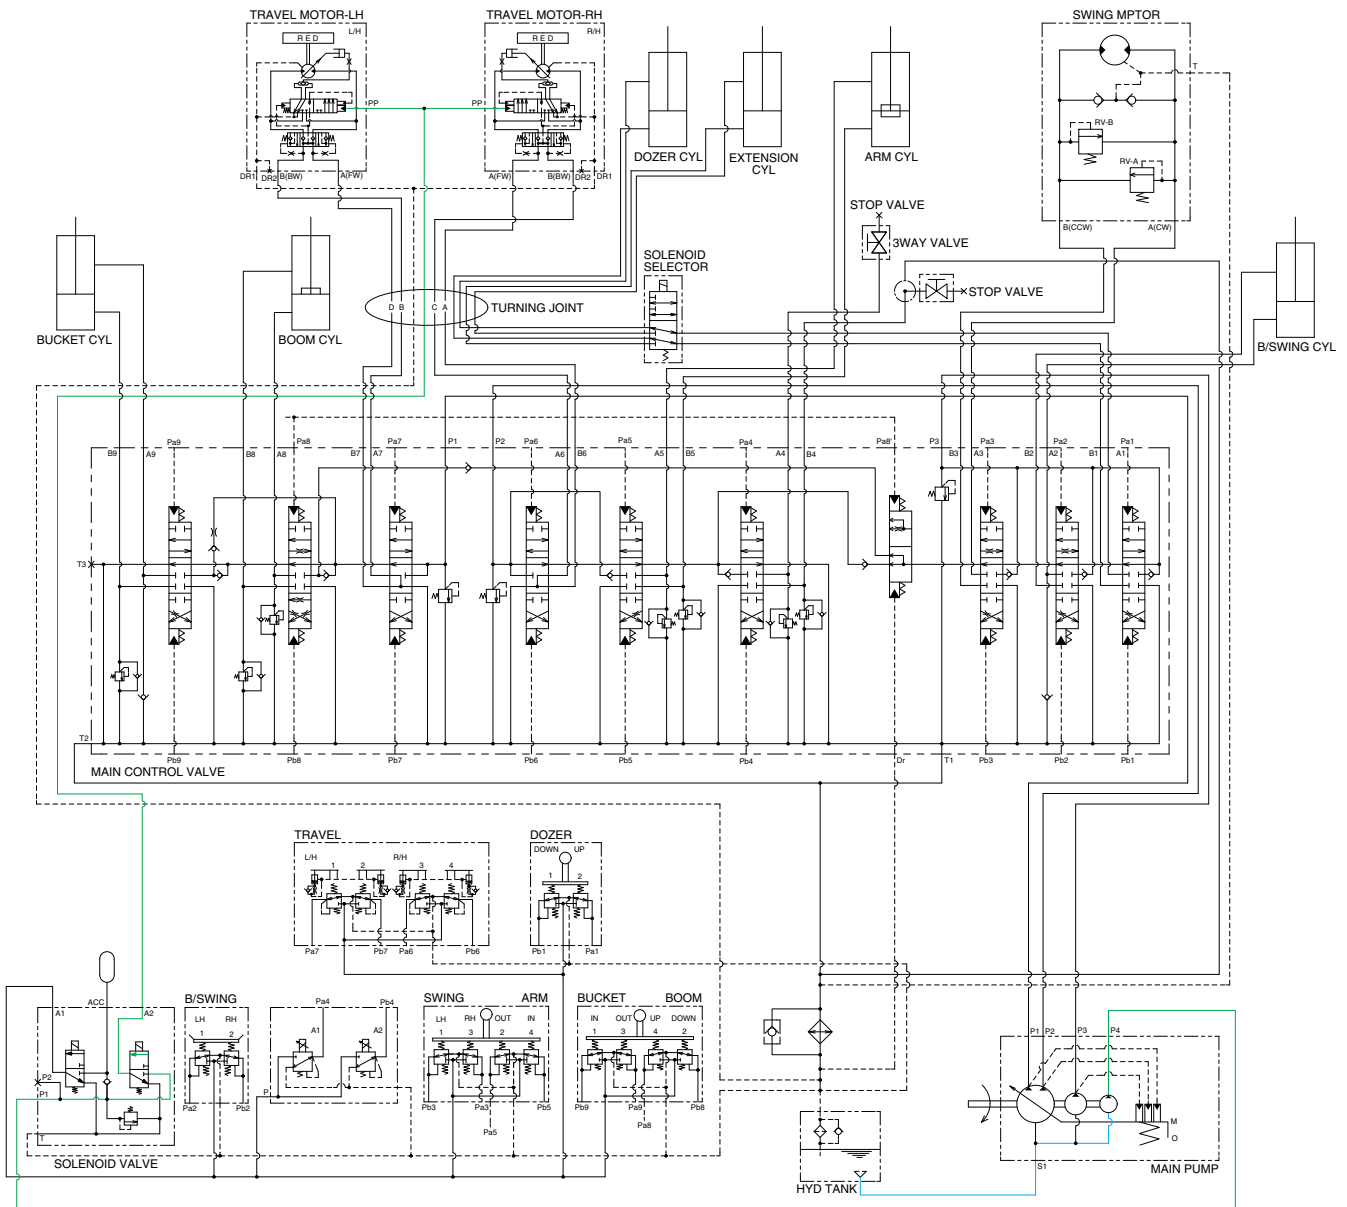 TRAVEL MOTOR-LH
TRAVEL MOTOR-RH
SWING MPTOR
L/H
R/H
RED
RED
T
PP
PP
RV-B
RV-A
DOZER CYL
EXTENSION
CYL
ARM CYL
DR1
DR2
B(BW)
A(FW)
A(FW)
B(BW)
DR2
DR1
STOP VALVE
3WAY VALVE
B(CCW)
A(CW)
SOLENOID
SELECTOR
STOP VALVE
D
B
C
A
TURNING JOINT
BUCKET CYL
BOOM CYL
B/SWING CYL
B9
A9
Pa9
B8
A8
Pa8
B7
A7
Pa7
P1
P2
Pa6
A6
B6
Pa5
A5
B5
Pa4
A4
B4
Pa8'
P3
B3
A3
Pa3
B2
A2
Pa2
B1
A1
Pa1
T3
T2
Pb9
Pb8
Pb7
Pb6
Pb5
Pb4
Dr
T1
Pb3
Pb2
Pb1
MAIN CONTROL VALVE
TRAVEL
L/H
1
2
R/H
3
4
Pa7
Pb7
Pa6
Pb6
DOZER
DOWN
UP
1
2
Pb1
Pa1
ACC
A1
A2
P2
P1
T
SOLENOID VALVE
B/SWING
LH
RH
1
2
Pa2
Pb2
Pa4
Pb4
A1
A2
P
SWING
ARM
LH
RH
OUT
IN
1
3
2
4
Pb3
Pa3
Pb5
Pa5
BUCKET
BOOM
IN
OUT
UP
DOWN
1
3
4
2
Pb9
Pa9
Pb8
Pa8
HYD TANK
P1
P2
P3
P4
M
O
S1
MAIN PUMP